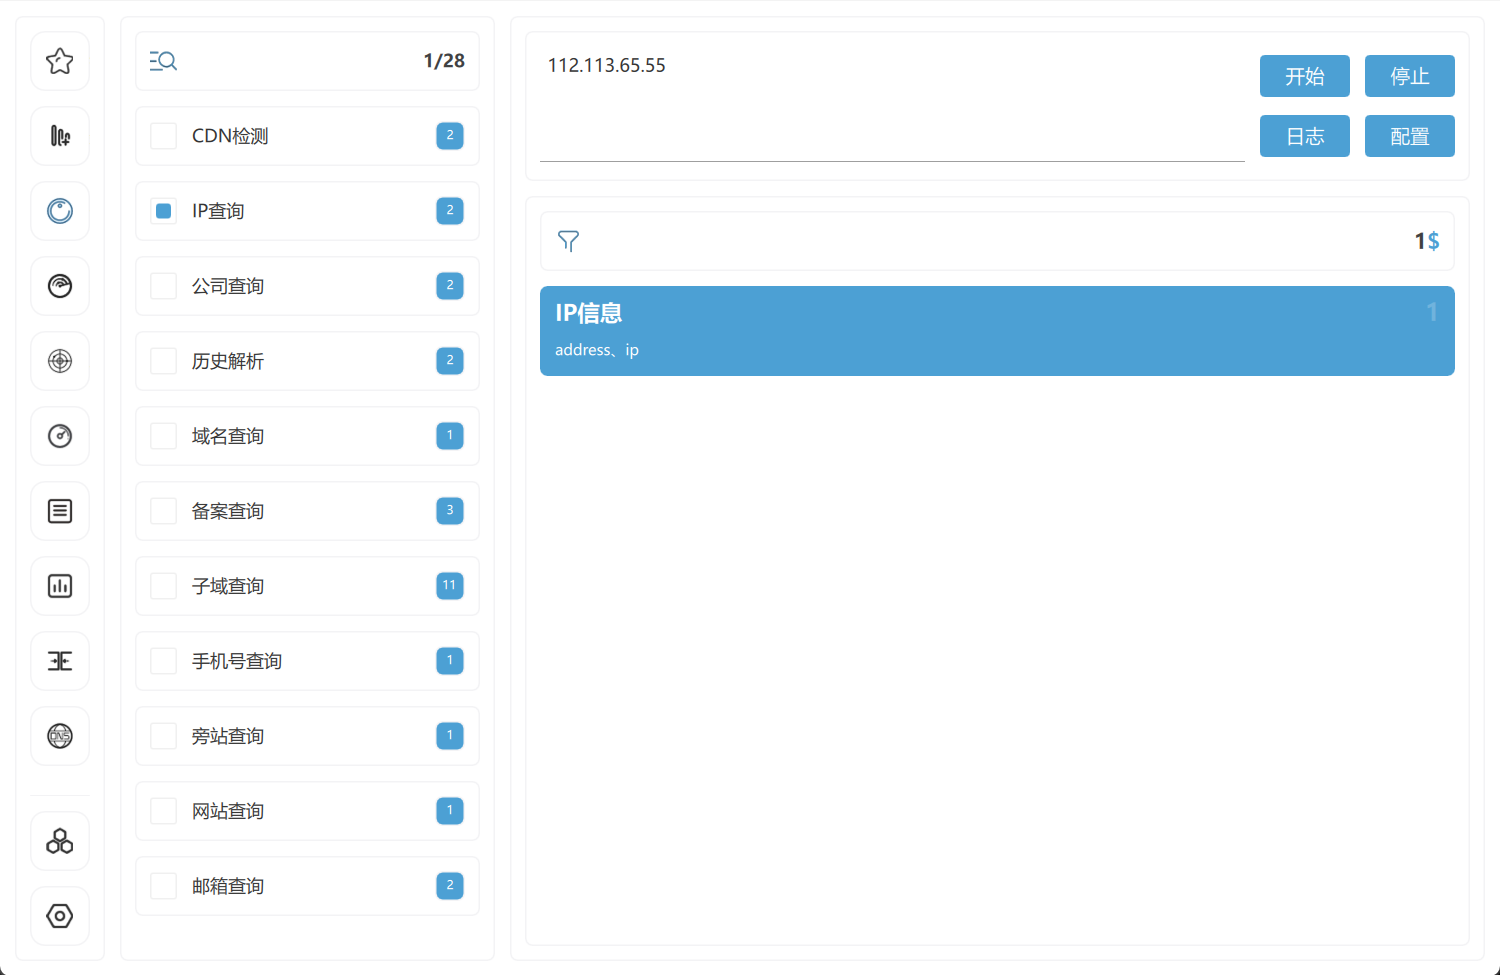 1/28
CDN检测
2
IP查询
2
公司查询
2
历史解析
2
域名查询
1
备案查询
3
子域查询
11
手机号查询
1
旁站查询
1
网站查询
1
邮箱查询
2
DNS
112.113.65.55
开始
停止
日志
配置
1$
IP信息
1
address、ip